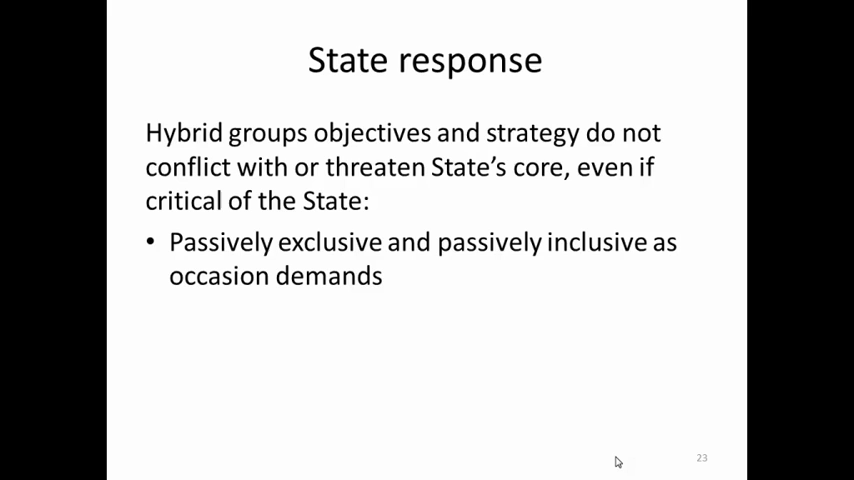 State response
Hybrid groups objectives and strategy do not
conflict with or threaten State’s core, even if
critical of the State:
• Passively exclusive and passively inclusive as
occasion demands
23